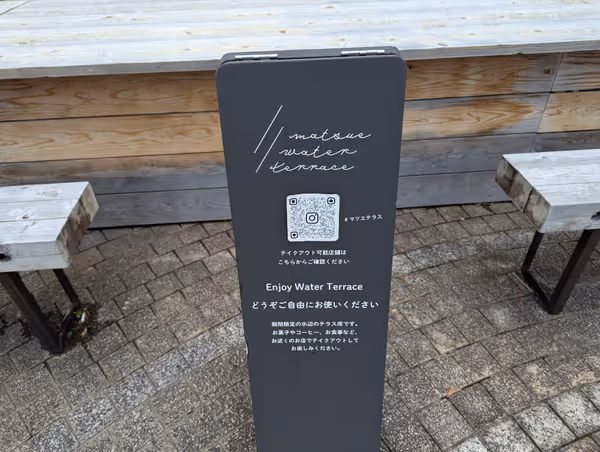 matsue
water
terrace
#マツエテラス
テイクアウト可能店舗は
こちらからご確認ください
Enjoy Water Terrace
どうぞご自由にお使いください
期間限定の水辺のテラス席です。
お菓子やコーヒー、お食事など、
お近くのお店でテイクアウトして
お楽しみください。